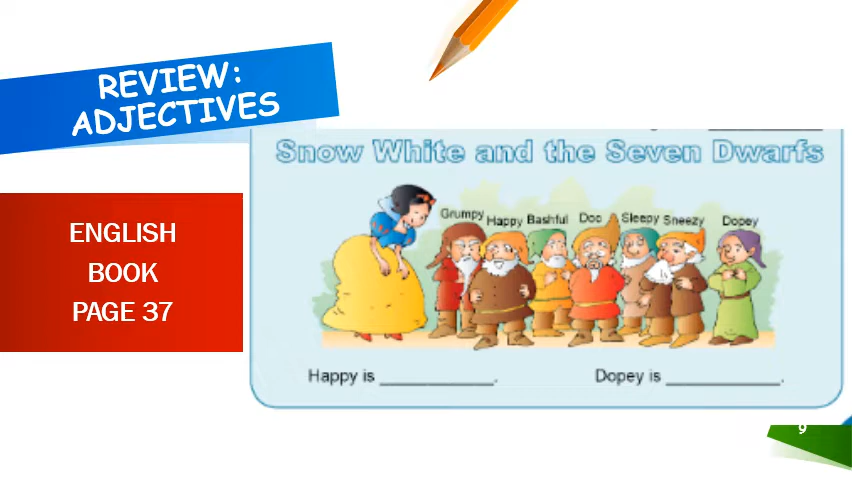 REVIEW:
ADJECTIVES
ENGLISH
BOOK
PAGE 37
Snow White and the Seven Dwarfs
Grumpy Happy Bashful Doc Sleepy Sneezy Dopey
Happy is ____________.
Dopey is ____________.
9